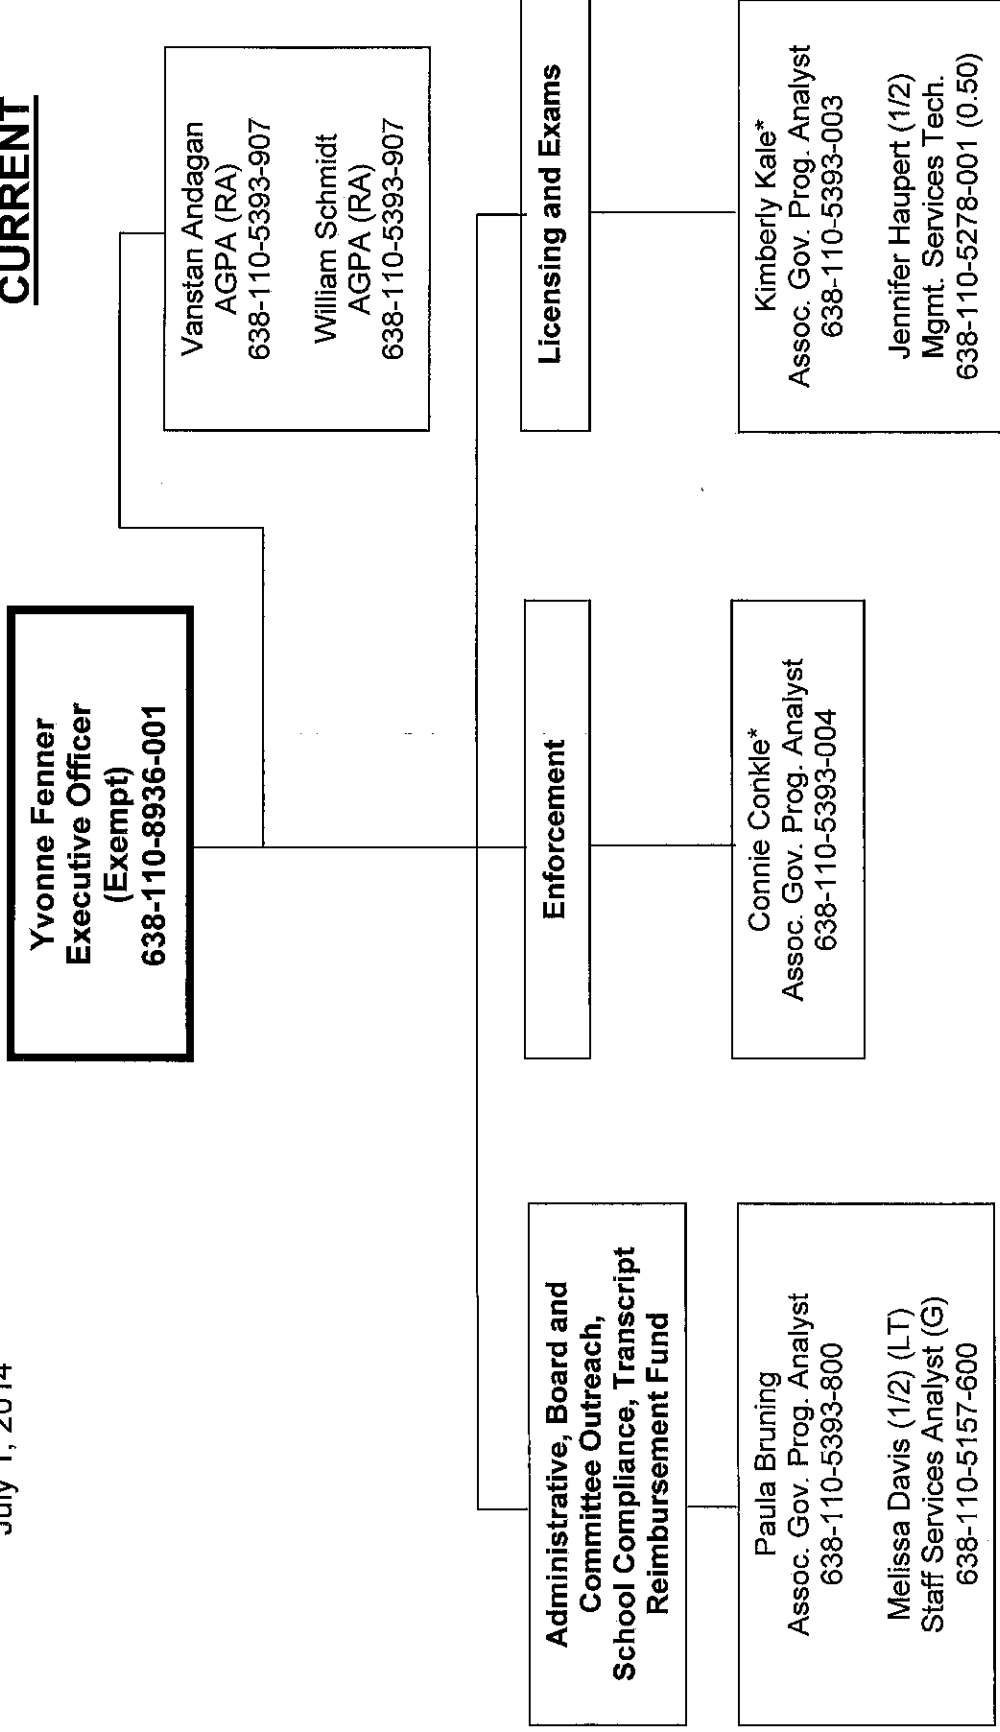 July 1, 2014
CURRENT
Yvonne Fenner
Executive Officer
(Exempt)
638-110-8936-001
Vanstan Andagan
AGPA (RA)
638-110-5393-907
William Schmidt
AGPA (RA)
638-110-5393-907
Administrative, Board and
Committee Outreach,
School Compliance, Transcript
Reimbursement Fund
Enforcement
Licensing and Exams
Paula Bruning
Assoc. Gov. Prog. Analyst
638-110-5393-800
Melissa Davis (1/2) (LT)
Staff Services Analyst (G)
638-110-5157-600
Connie Conkle*
Assoc. Gov. Prog. Analyst
638-110-5393-004
Kimberly Kale*
Assoc. Gov. Prog. Analyst
638-110-5393-003
Jennifer Haupert (1/2)
Mgmt. Services Tech.
638-110-5278-001 (0.50)